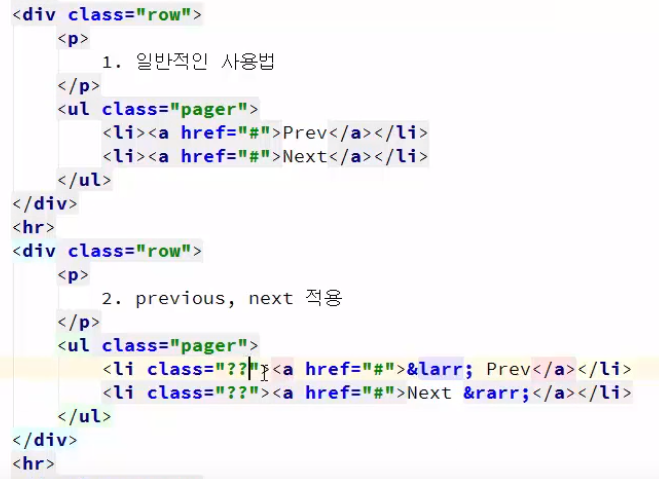 <div class="row">
<p>
1. 일반적인 사용법
</p>
<ul class="pager">
<li><a href="#">Prev</a></li>
<li><a href="#">Next</a></li>
</ul>
</div>
<hr>
<div class="row">
<p>
2. previous, next 적용
</p>
<ul class="pager">
<li class="??"><a href="#">&larr; Prev</a></li>
<li class="??"><a href="#">Next &rarr;</a></li>
</ul>
</div>
<hr>